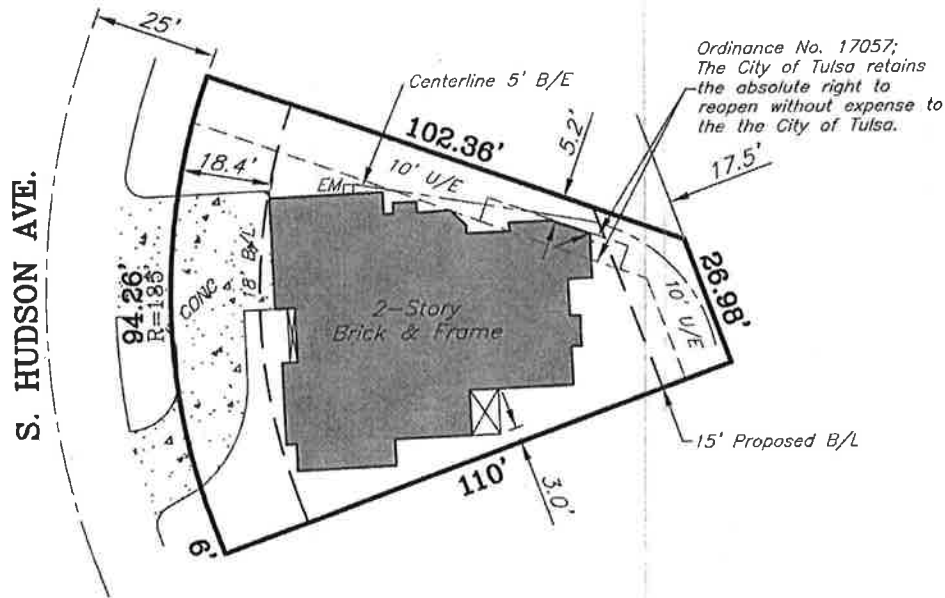 25'
Ordinance No. 17057;
The City of Tulsa retains
the absolute right to
reopen without expense to
the the City of Tulsa.
Centerline 5' B/E
102.36'
5.2'
17.5'
18.4'
EM
10' U/E
S. HUDSON AVE.
94.26'
R=185'
CONC
18' B/L
2-Story
Brick & Frame
26.98'
10' U/E
15' Proposed B/L
110'
3.0'
6'